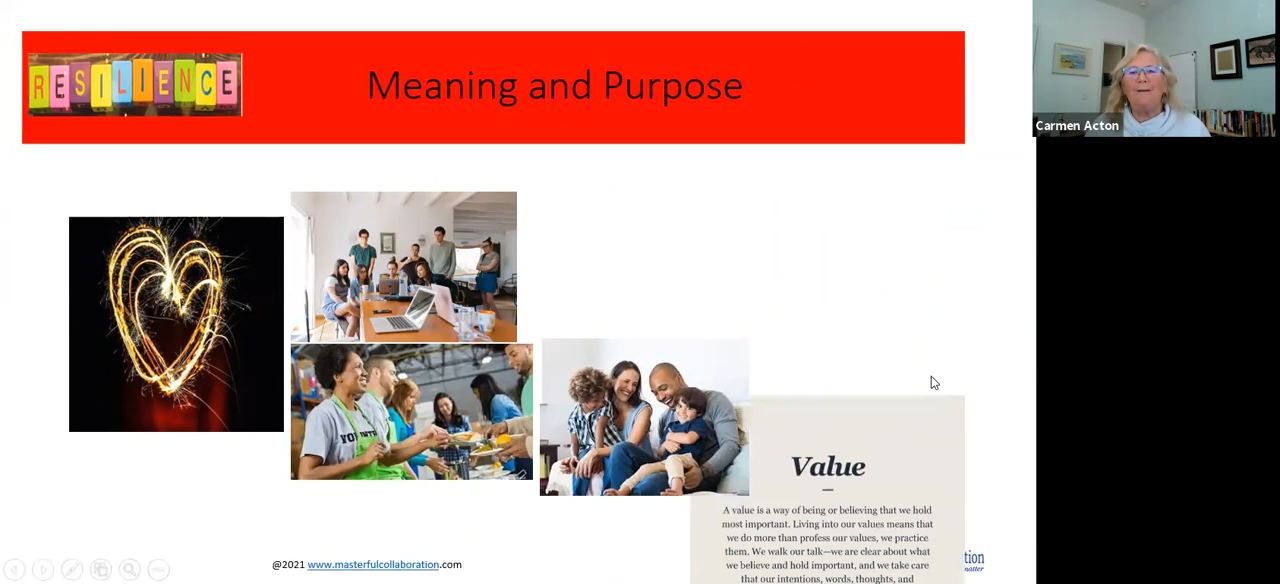 RESILIENCE
Meaning and Purpose
Carmen Acton
Value
A value is a way of being or believing that we hold
most important. Living into our values means that
we do more than profess our values, we practice
them. We walk our talk—we are clear about what
we believe and hold important, and we take care
that our intentions, words, thoughts, and
@2021 www.masterfulcollaboration.com
tion
matter